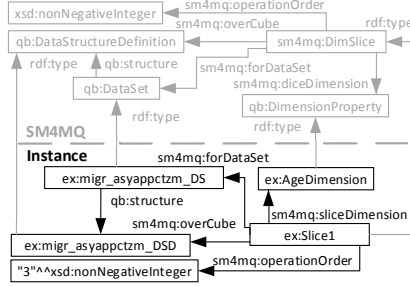 xsd:nonNegativeInteger
sm4mq:operationOrder
sm4mq:overCube
rdf:type
qb:DataStructureDefinition
sm4mq:DimSlice
rdf:type
qb:structure
sm4mq:forDataSet
qb:DataSet
sm4mq:diceDimension
qb:DimensionProperty
rdf:type
rdf:type
SM4MQ
Instance
sm4mq:forDataSet
ex:migr_asyappctzm_DS
ex:AgeDimension
qb:structure
sm4mq:sliceDimension
sm4mq:overCube
ex:Slice1
ex:migr_asyappctzm_DSD
sm4mq:operationOrder
"3"^^xsd:nonNegativeInteger